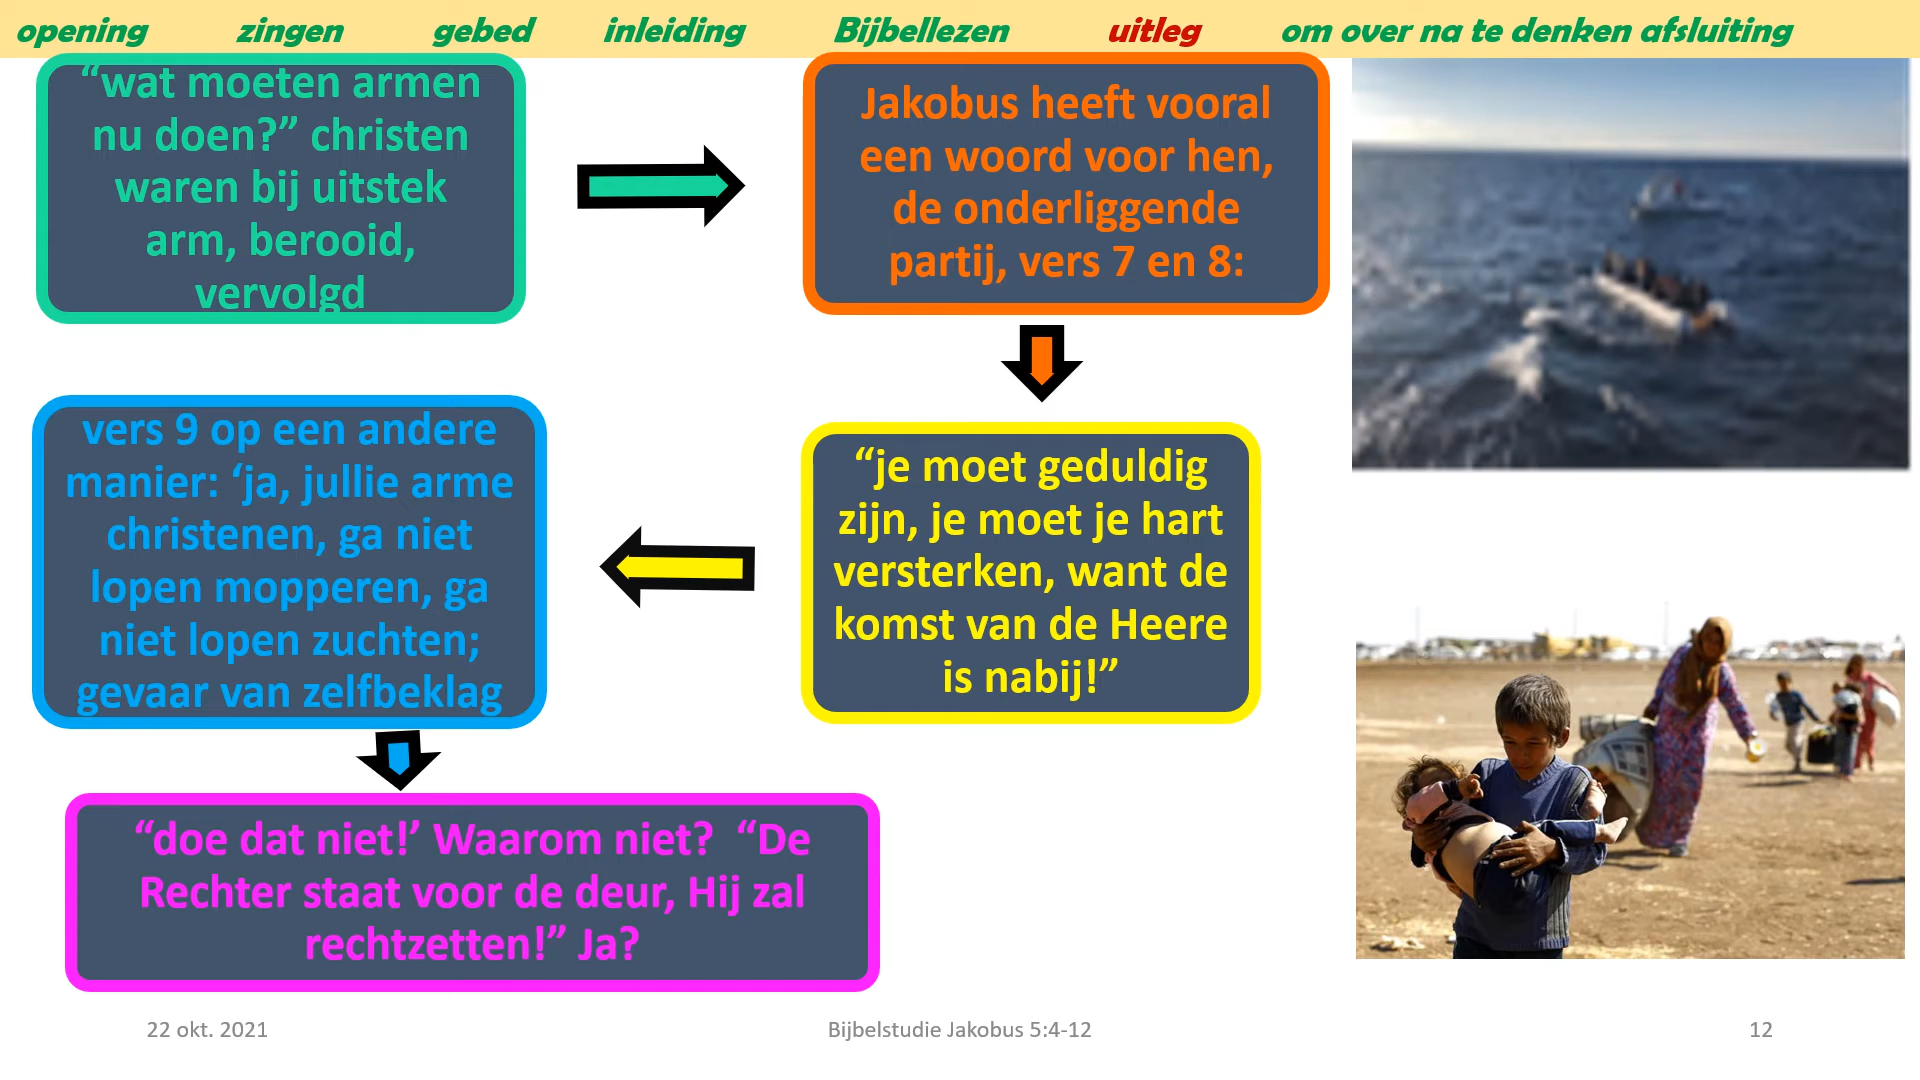 opening zingen gebed inleiding Bijbellezen uitleg om over na te denken afsluiting
“wat moeten armen
nu doen?” christen
waren bij uitstek
arm, berooid,
vervolgd
Jakobus heeft vooral
een woord voor hen,
de onderliggende
partij, vers 7 en 8:
“je moet geduldig
zijn, je moet je hart
versterken, want de
komst van de Heere
is nabij!”
vers 9 op een andere
manier: ‘ja, jullie arme
christenen, ga niet
lopen mopperen, ga
niet lopen zuchten;
gevaar van zelfbeklag
“doe dat niet!’ Waarom niet? “De
Rechter staat voor de deur, Hij zal
rechtzetten!” Ja?
22 okt. 2021
Bijbelstudie Jakobus 5:4-12
12